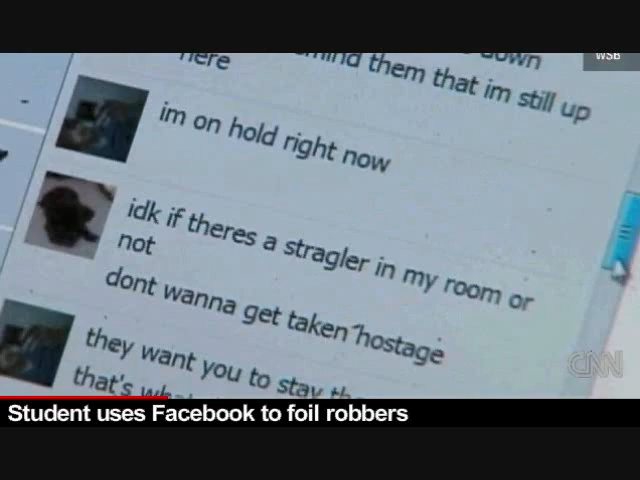 down
WSB
mind them that im still up
here
im on hold right now
idk if theres a stragler in my room or
not
dont wanna get taken hostage
they want you to stay
that's
CNN
Student uses Facebook to foil robbers